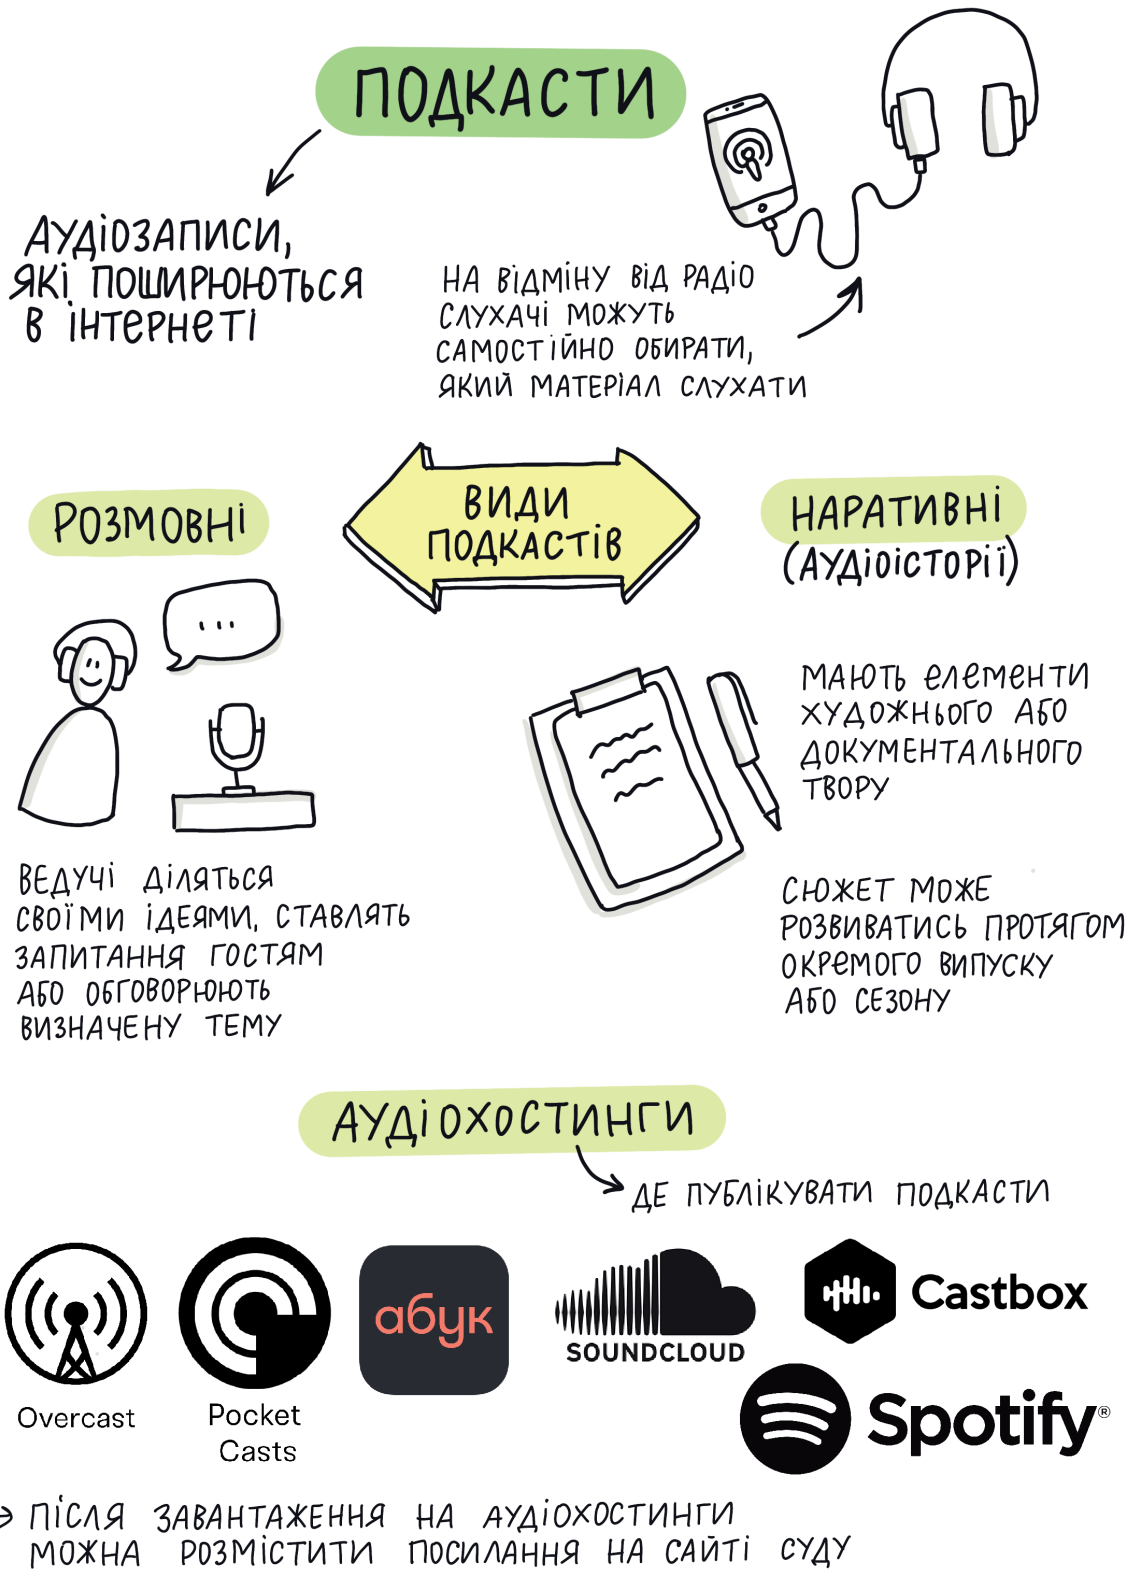 ПОДКАСТИ
АУДІОЗАПИСИ,
ЯКІ ПОШИРЮЮТЬСЯ
В ІНТЕРНЕТІ
НА ВІДМІНУ ВІД РАДІО
СЛУХАЧІ МОЖУТЬ
САМОСТІЙНО ОБИРАТИ,
ЯКИЙ МАТЕРІАЛ СЛУХАТИ
ВИДИ
ПОДКАСТІВ
РОЗМОВНІ
ВЕДУЧІ ДІЛЯТЬСЯ
СВОЇМИ ІДЕЯМИ, СТАВЛЯТЬ
ЗАПИТАННЯ ГОСТЯМ
АБО ОБГОВОРЮЮТЬ
ВИЗНАЧЕНУ ТЕМУ
НАРАТИВНІ
(АУДІОІСТОРІЇ)
МАЮТЬ ЕЛЕМЕНТИ
ХУДОЖНЬОГО АБО
ДОКУМЕНТАЛЬНОГО
ТВОРУ
СЮЖЕТ МОЖЕ
РОЗВИВАТИСЬ ПРОТЯГОМ
ОКРЕМОГО ВИПУСКУ
АБО СЕЗОНУ
АУДІОХОСТИНГИ
ДЕ ПУБЛІКУВАТИ ПОДКАСТИ
Overcast
Pocket
Casts
абук
SOUNDCLOUD
Castbox
Spotify®
ПІСЛЯ ЗАВАНТАЖЕННЯ НА АУДІОХОСТИНГИ
МОЖНА РОЗМІСТИТИ ПОСИЛАННЯ НА САЙТІ СУДУ